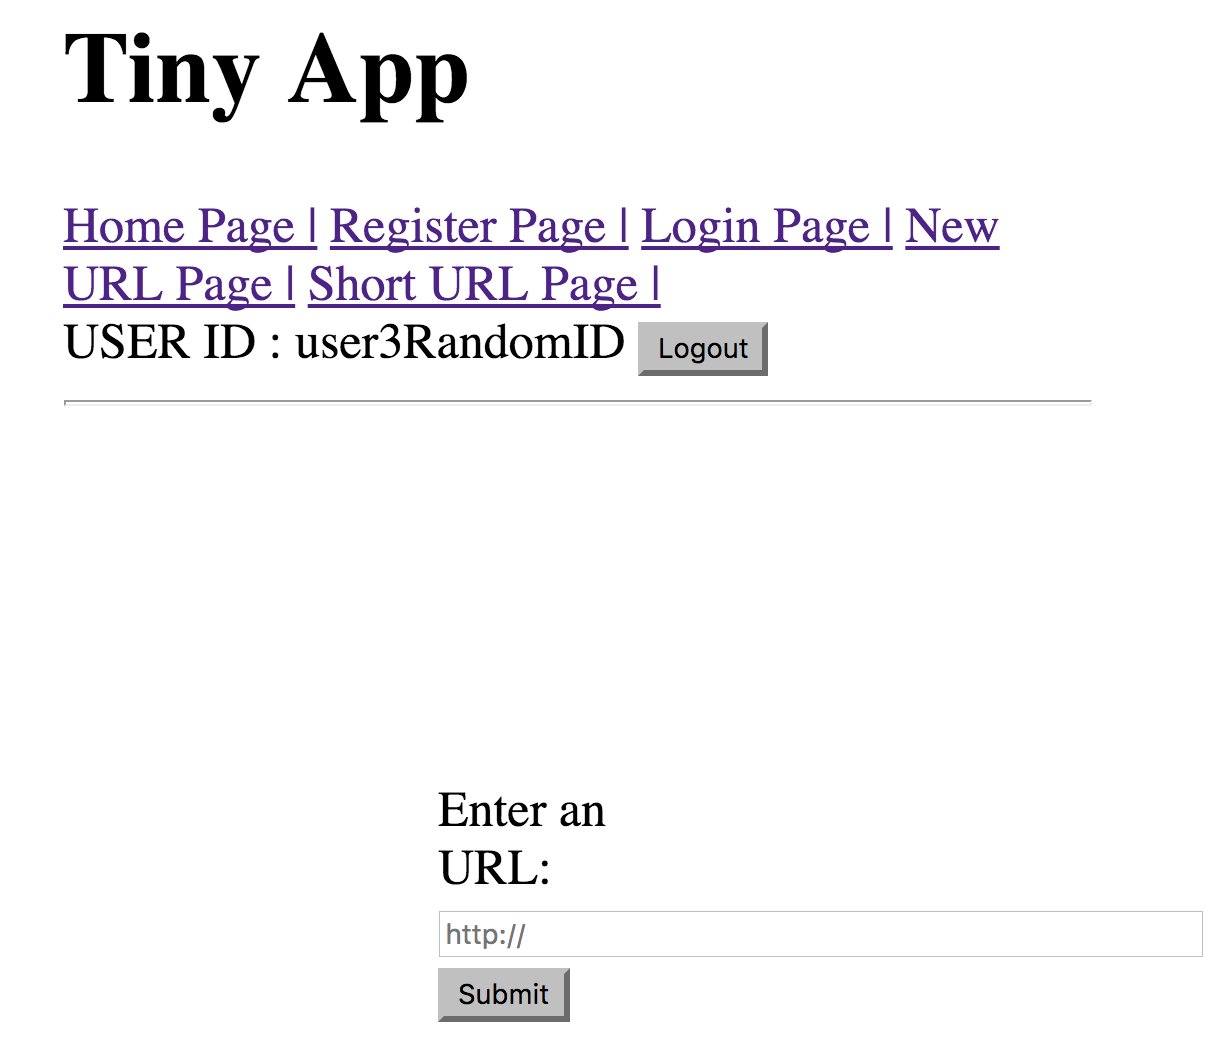 Tiny App
Home Page | Register Page | Login Page | New
URL Page | Short URL Page |
USER ID : user3RandomID Logout
Enter an
URL:
http://
Submit